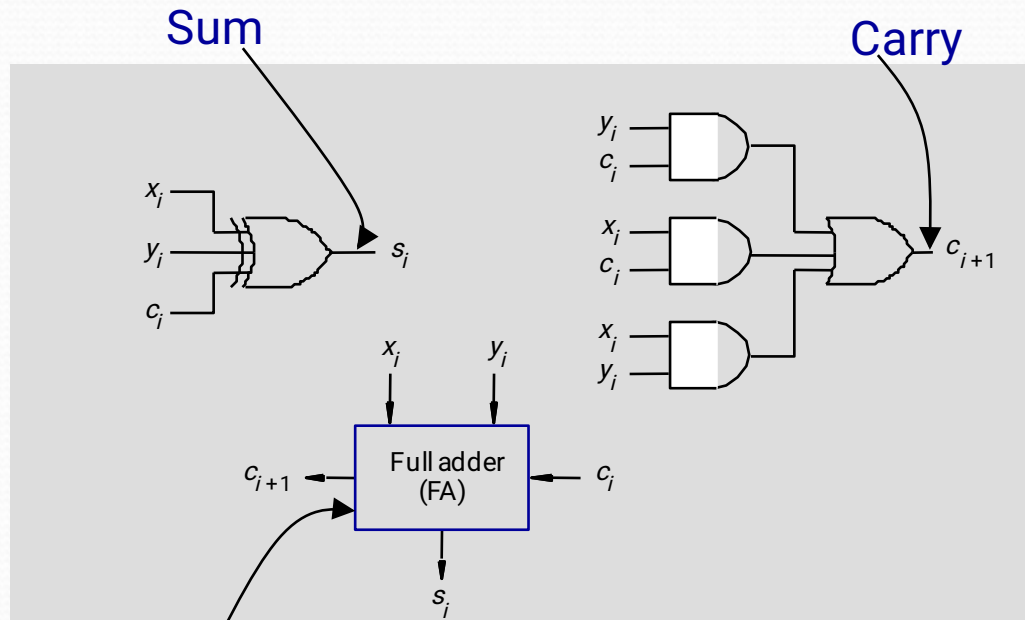 Sum
Carry
x_i
y_i
c_i
s_i
y_i
c_i
x_i
c_i
x_i
y_i
c_{i+1}
x_i
y_i
c_{i+1}
Full adder
(FA)
c_i
s_i